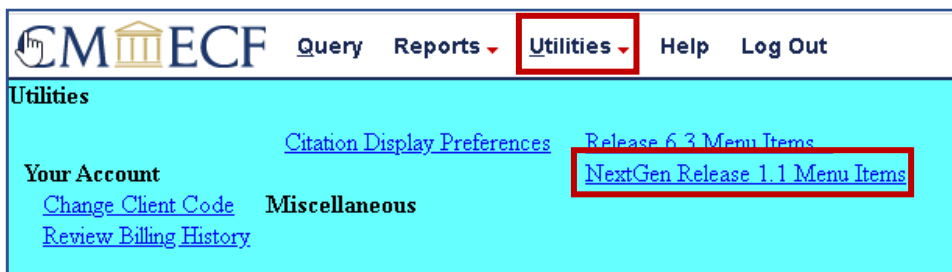 CM ECF Query Reports Utilities Help Log Out
Utilities
Citation Display Preferences Release 6.3 Menu Items
Your Account NextGen Release 1.1 Menu Items
Change Client Code Miscellaneous
Review Billing History